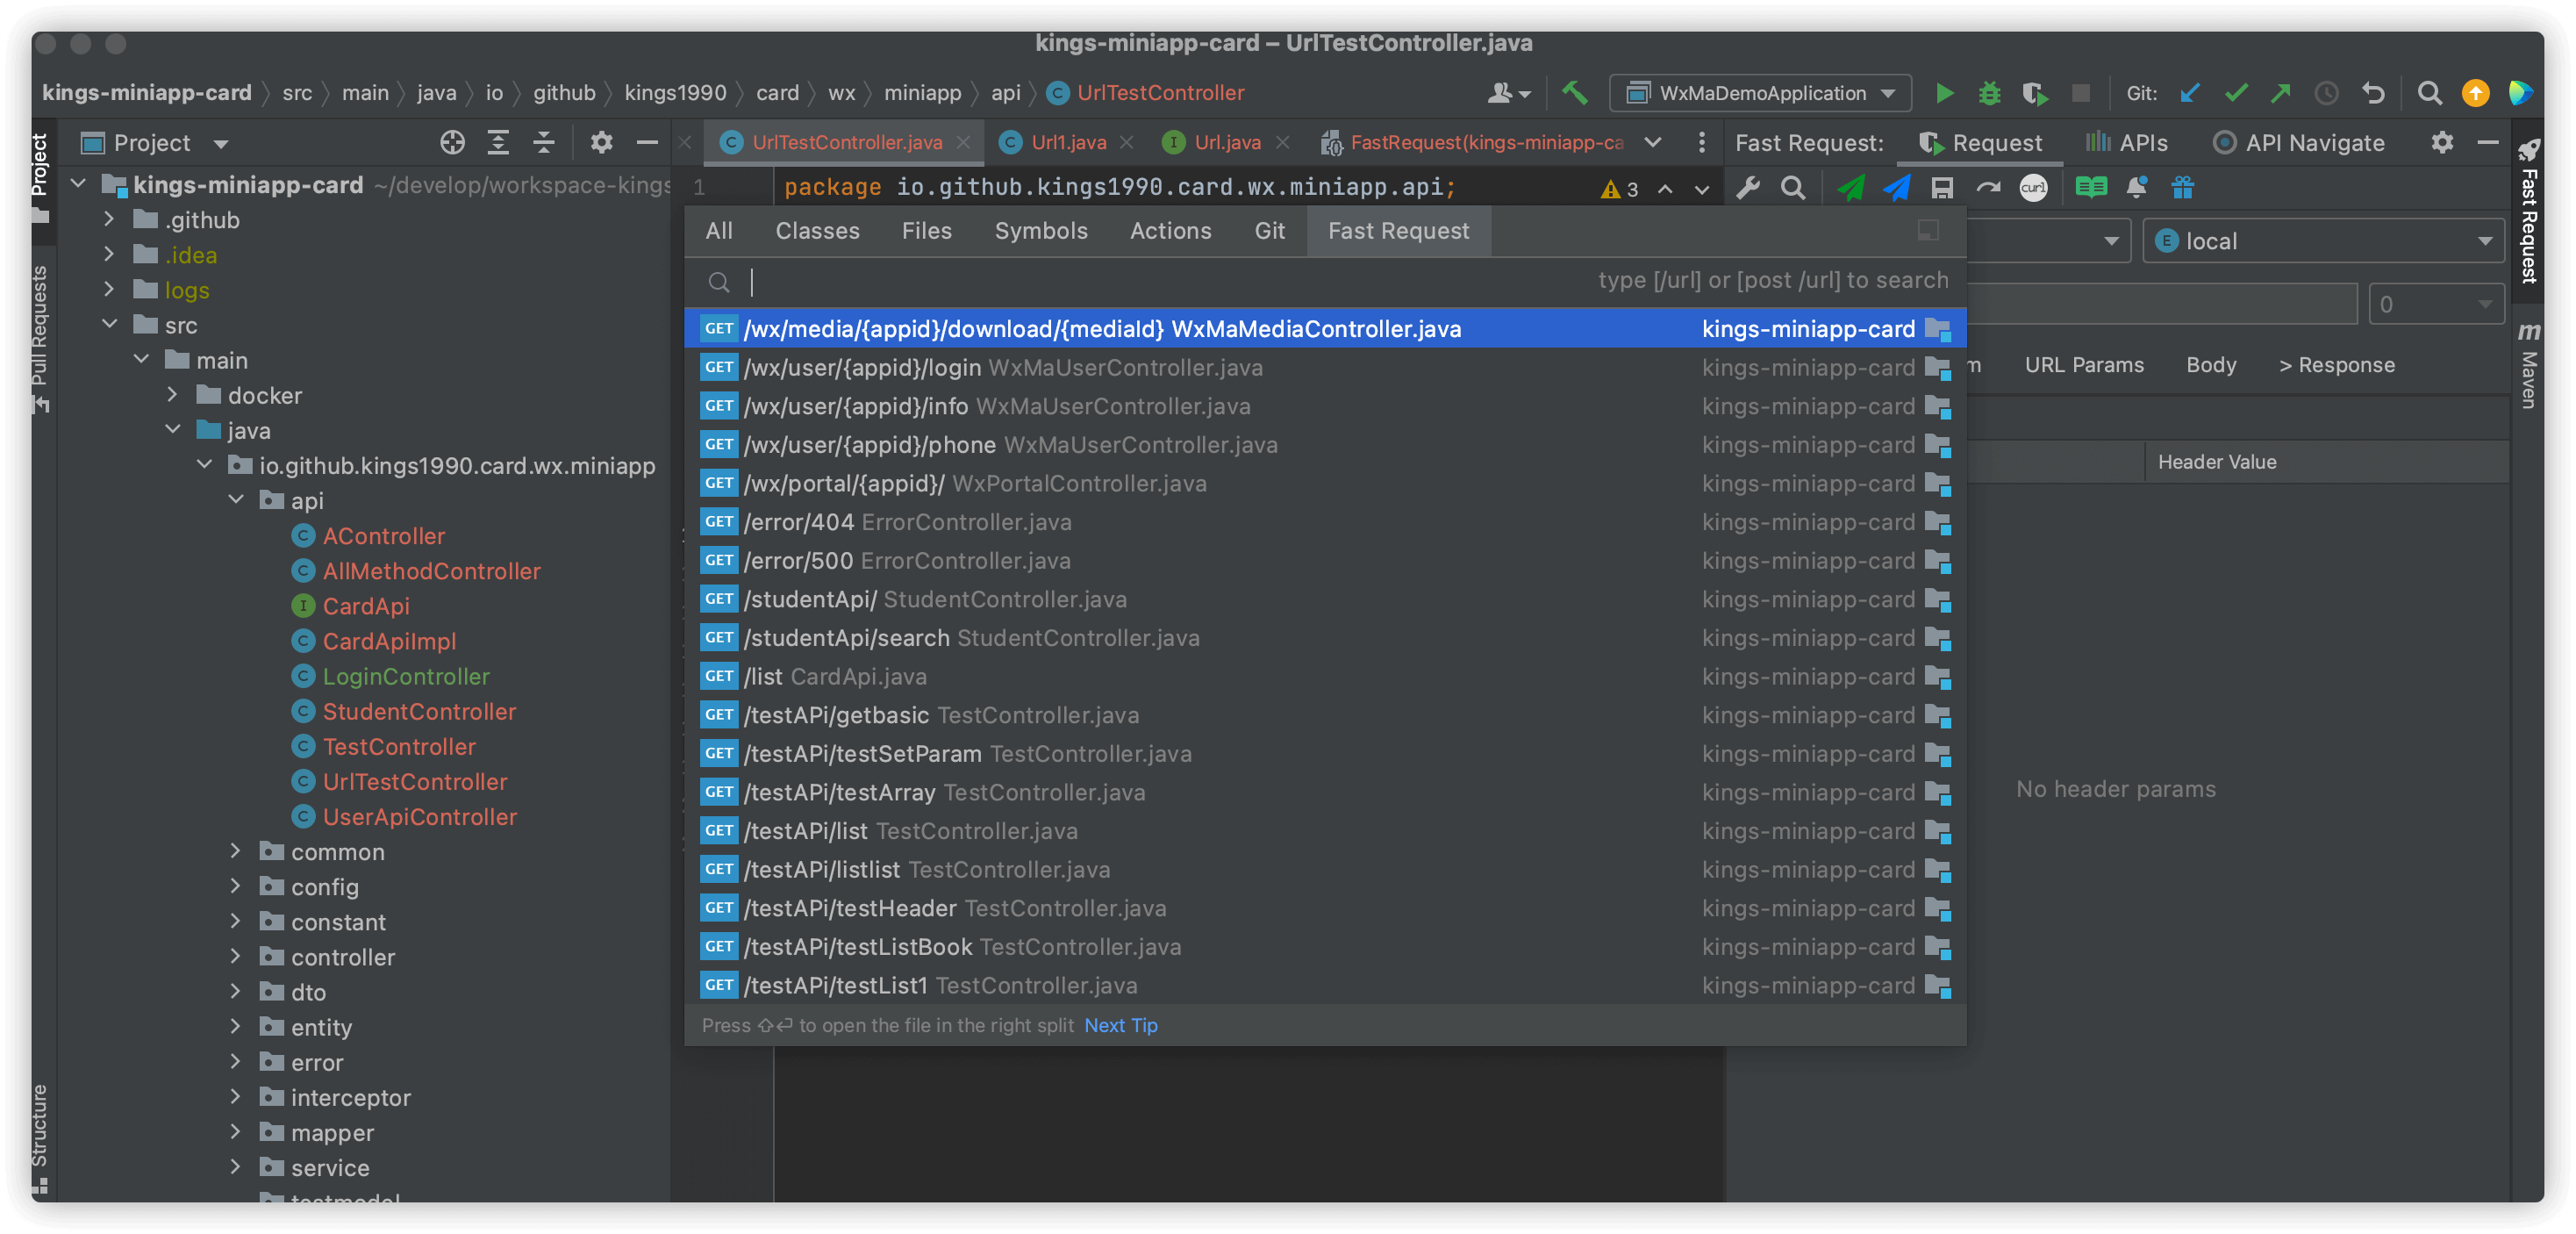 kings-miniapp-card – UrlTestController.java
kings-miniapp-card src main java io github kings1990 card wx miniapp api UrlTestController
WxMaDemoApplication
Git:
Project
UrlTestController.java Url1.java Url.java FastRequest(kings-miniapp-ca
Fast Request: Request APIs API Navigate
Project
Pull Requests
Structure
kings-miniapp-card ~/develop/workspace-kings
.github
.idea
logs
src
main
docker
java
io.github.kings1990.card.wx.miniapp
api
AController
AllMethodController
CardApi
CardApiImpl
LoginController
StudentController
TestController
UrlTestController
UserApiController
common
config
constant
controller
dto
entity
error
interceptor
mapper
service
testmodel
1 package io.github.kings1990.card.wx.miniapp.api;
3
All Classes Files Symbols Actions Git Fast Request
type [/url] or [post /url] to search
GET /wx/media/{appid}/download/{mediaId} WxMaMediaController.java kings-miniapp-card
GET /wx/user/{appid}/login WxMaUserController.java kings-miniapp-card
GET /wx/user/{appid}/info WxMaUserController.java kings-miniapp-card
GET /wx/user/{appid}/phone WxMaUserController.java kings-miniapp-card
GET /wx/portal/{appid}/ WxPortalController.java kings-miniapp-card
GET /error/404 ErrorController.java kings-miniapp-card
GET /error/500 ErrorController.java kings-miniapp-card
GET /studentApi/ StudentController.java kings-miniapp-card
GET /studentApi/search StudentController.java kings-miniapp-card
GET /list CardApi.java kings-miniapp-card
GET /testAPi/getbasic TestController.java kings-miniapp-card
GET /testAPi/testSetParam TestController.java kings-miniapp-card
GET /testAPi/testArray TestController.java kings-miniapp-card
GET /testAPi/list TestController.java kings-miniapp-card
GET /testAPi/listlist TestController.java kings-miniapp-card
GET /testAPi/testHeader TestController.java kings-miniapp-card
GET /testAPi/testListBook TestController.java kings-miniapp-card
GET /testAPi/testList1 TestController.java kings-miniapp-card
Press ⇧⏎ to open the file in the right split Next Tip
curl
local
0
m URL Params Body > Response
Header Value
No header params
Fast Request
Maven